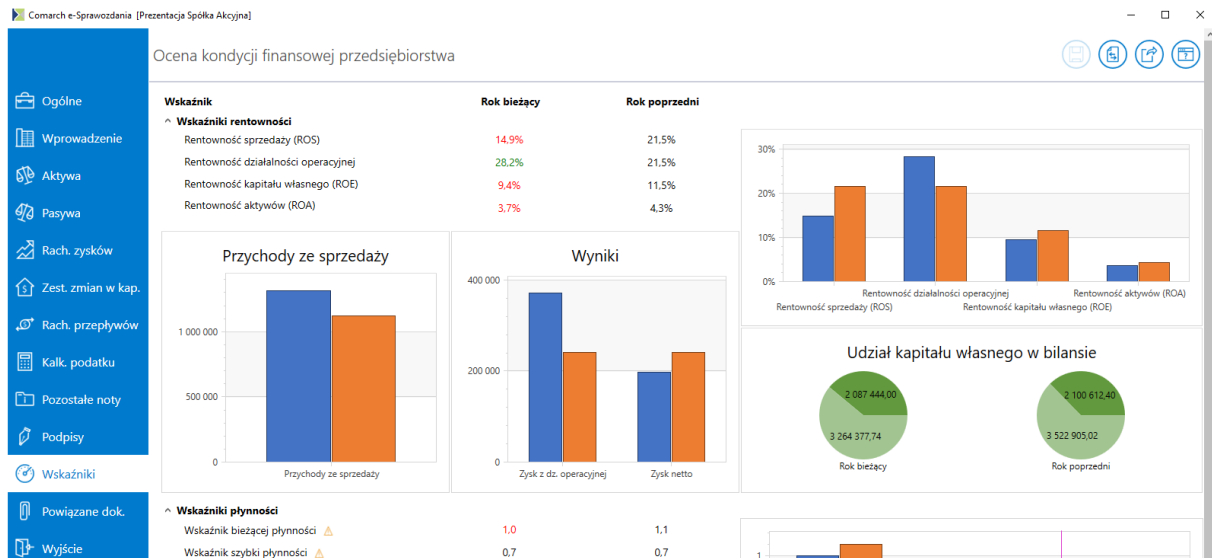 Comarch e-Sprawozdania [Prezentacja Spółka Akcyjna]
Ocena kondycji finansowej przedsiębiorstwa
Ogólne
Wprowadzenie
Aktywa
Pasywa
Rach. zysków
Zest. zmian w kap.
Rach. przepływów
Kalk. podatku
Pozostałe noty
Podpisy
Wskaźniki
Powiązane dok.
Wyjście
Wskaźnik Rok bieżący Rok poprzedni
Wskaźniki rentowności
Rentowność sprzedaży (ROS) 14,9% 21,5%
Rentowność działalności operacyjnej 28,2% 21,5%
Rentowność kapitału własnego (ROE) 9,4% 11,5%
Rentowność aktywów (ROA) 3,7% 4,3%
30%
20%
10%
0%
Rentowność działalności operacyjnej Rentowność aktywów (ROA)
Rentowność sprzedaży (ROS) Rentowność kapitału własnego (ROE)
Przychody ze sprzedaży
1 000 000
500 000
0
Przychody ze sprzedaży
Wyniki
400 000
200 000
0
Zysk z dz. operacyjnej Zysk netto
Udział kapitału własnego w bilansie
2 087 444,00 2 100 612,40
3 264 377,74 3 522 905,02
Rok bieżący Rok poprzedni
Wskaźniki płynności
Wskaźnik bieżącej płynności 1,0 1,1
Wskaźnik szybki płynności 0,7 0,7
1